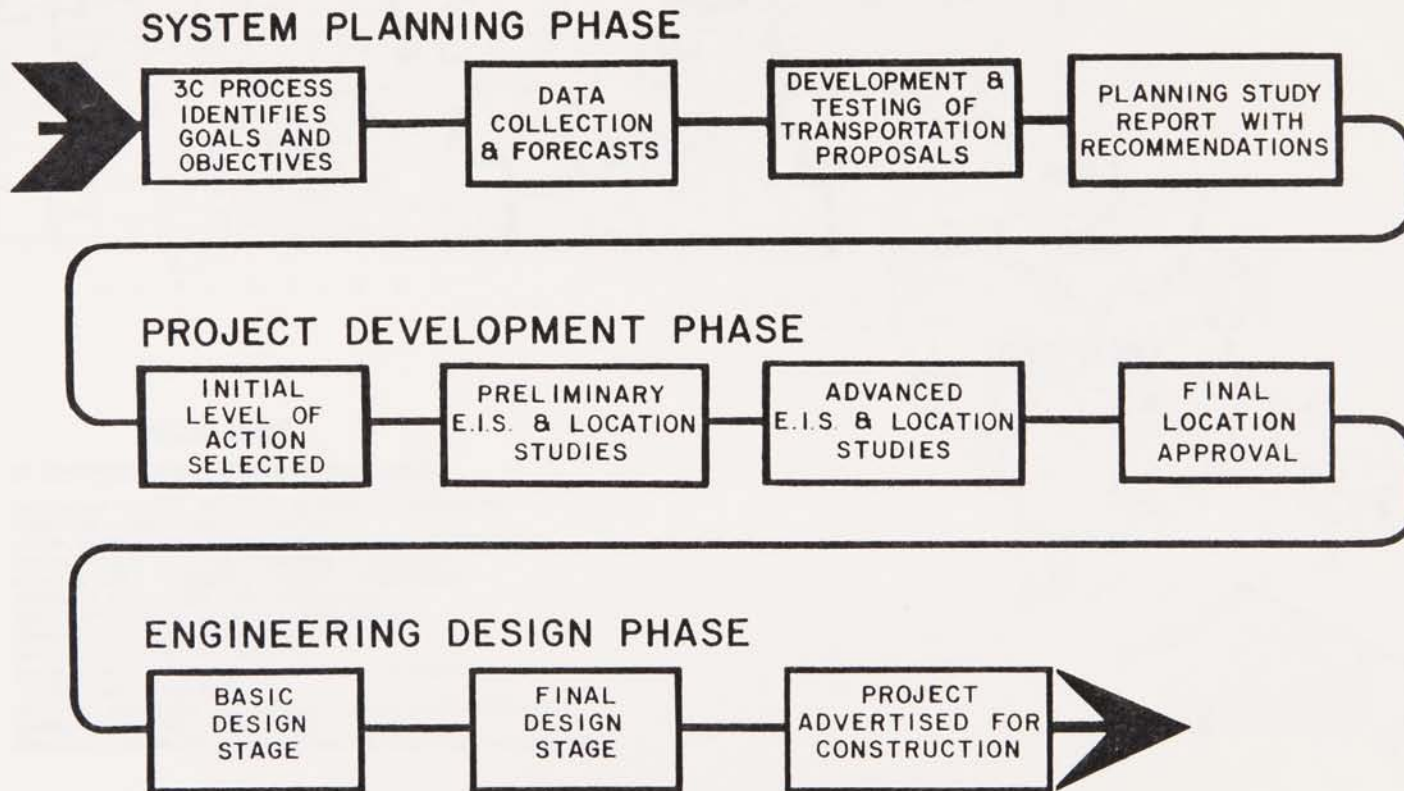 SYSTEM PLANNING PHASE
3C PROCESS
IDENTIFIES
GOALS AND
OBJECTIVES
DATA
COLLECTION
& FORECASTS
DEVELOPMENT &
TESTING OF
TRANSPORTATION
PROPOSALS
PLANNING STUDY
REPORT WITH
RECOMMENDATIONS
PROJECT DEVELOPMENT PHASE
INITIAL
LEVEL OF
ACTION
SELECTED
PRELIMINARY
E.I.S. & LOCATION
STUDIES
ADVANCED
E.I.S. & LOCATION
STUDIES
FINAL
LOCATION
APPROVAL
ENGINEERING DESIGN PHASE
BASIC
DESIGN
STAGE
FINAL
DESIGN
STAGE
PROJECT
ADVERTISED FOR
CONSTRUCTION